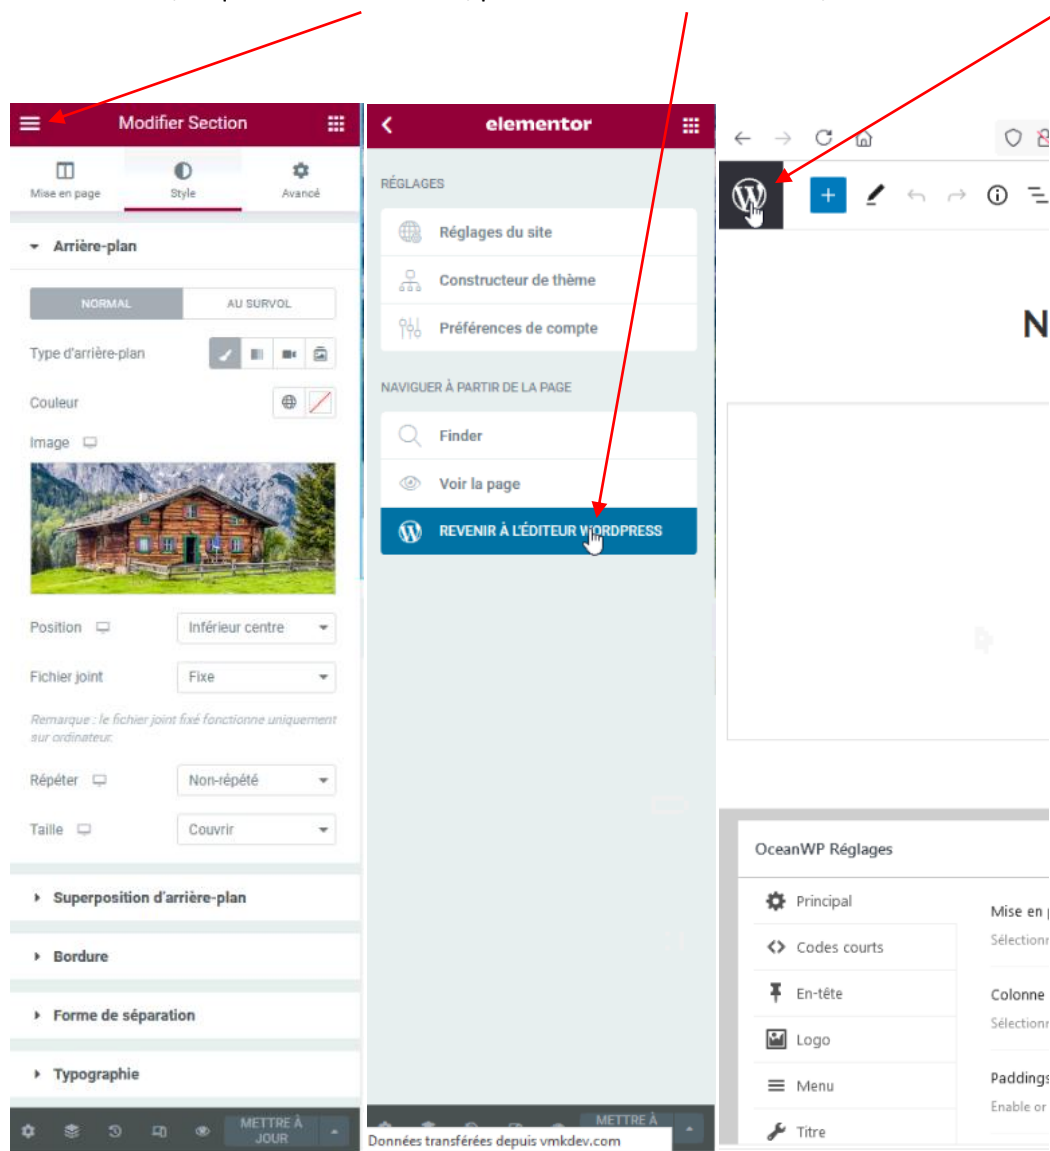 Modifier Section
Mise en page
Style
Avancé
Arrière-plan
NORMAL
AU SURVOL
Type d'arrière-plan
Couleur
Image
Position
Inférieur centre
Fichier joint
Fixe
Remarque : le fichier joint fixé fonctionne uniquement
sur ordinateur.
Répéter
Non-répété
Taille
Couvrir
Superposition d'arrière-plan
Bordure
Forme de séparation
Typographie
METTRE À
JOUR
elementor
RÉGLAGES
Réglages du site
Constructeur de thème
Préférences de compte
NAVIGUER À PARTIR DE LA PAGE
Finder
Voir la page
REVENIR À L'ÉDITEUR WORDPRESS
METTRE À
Données transférées depuis vmkdev.com
N
OceanWP Réglages
Principal
Codes courts
En-tête
Logo
Menu
Titre
Mise en
Sélectionn
Colonne
Sélectionn
Paddings
Enable or